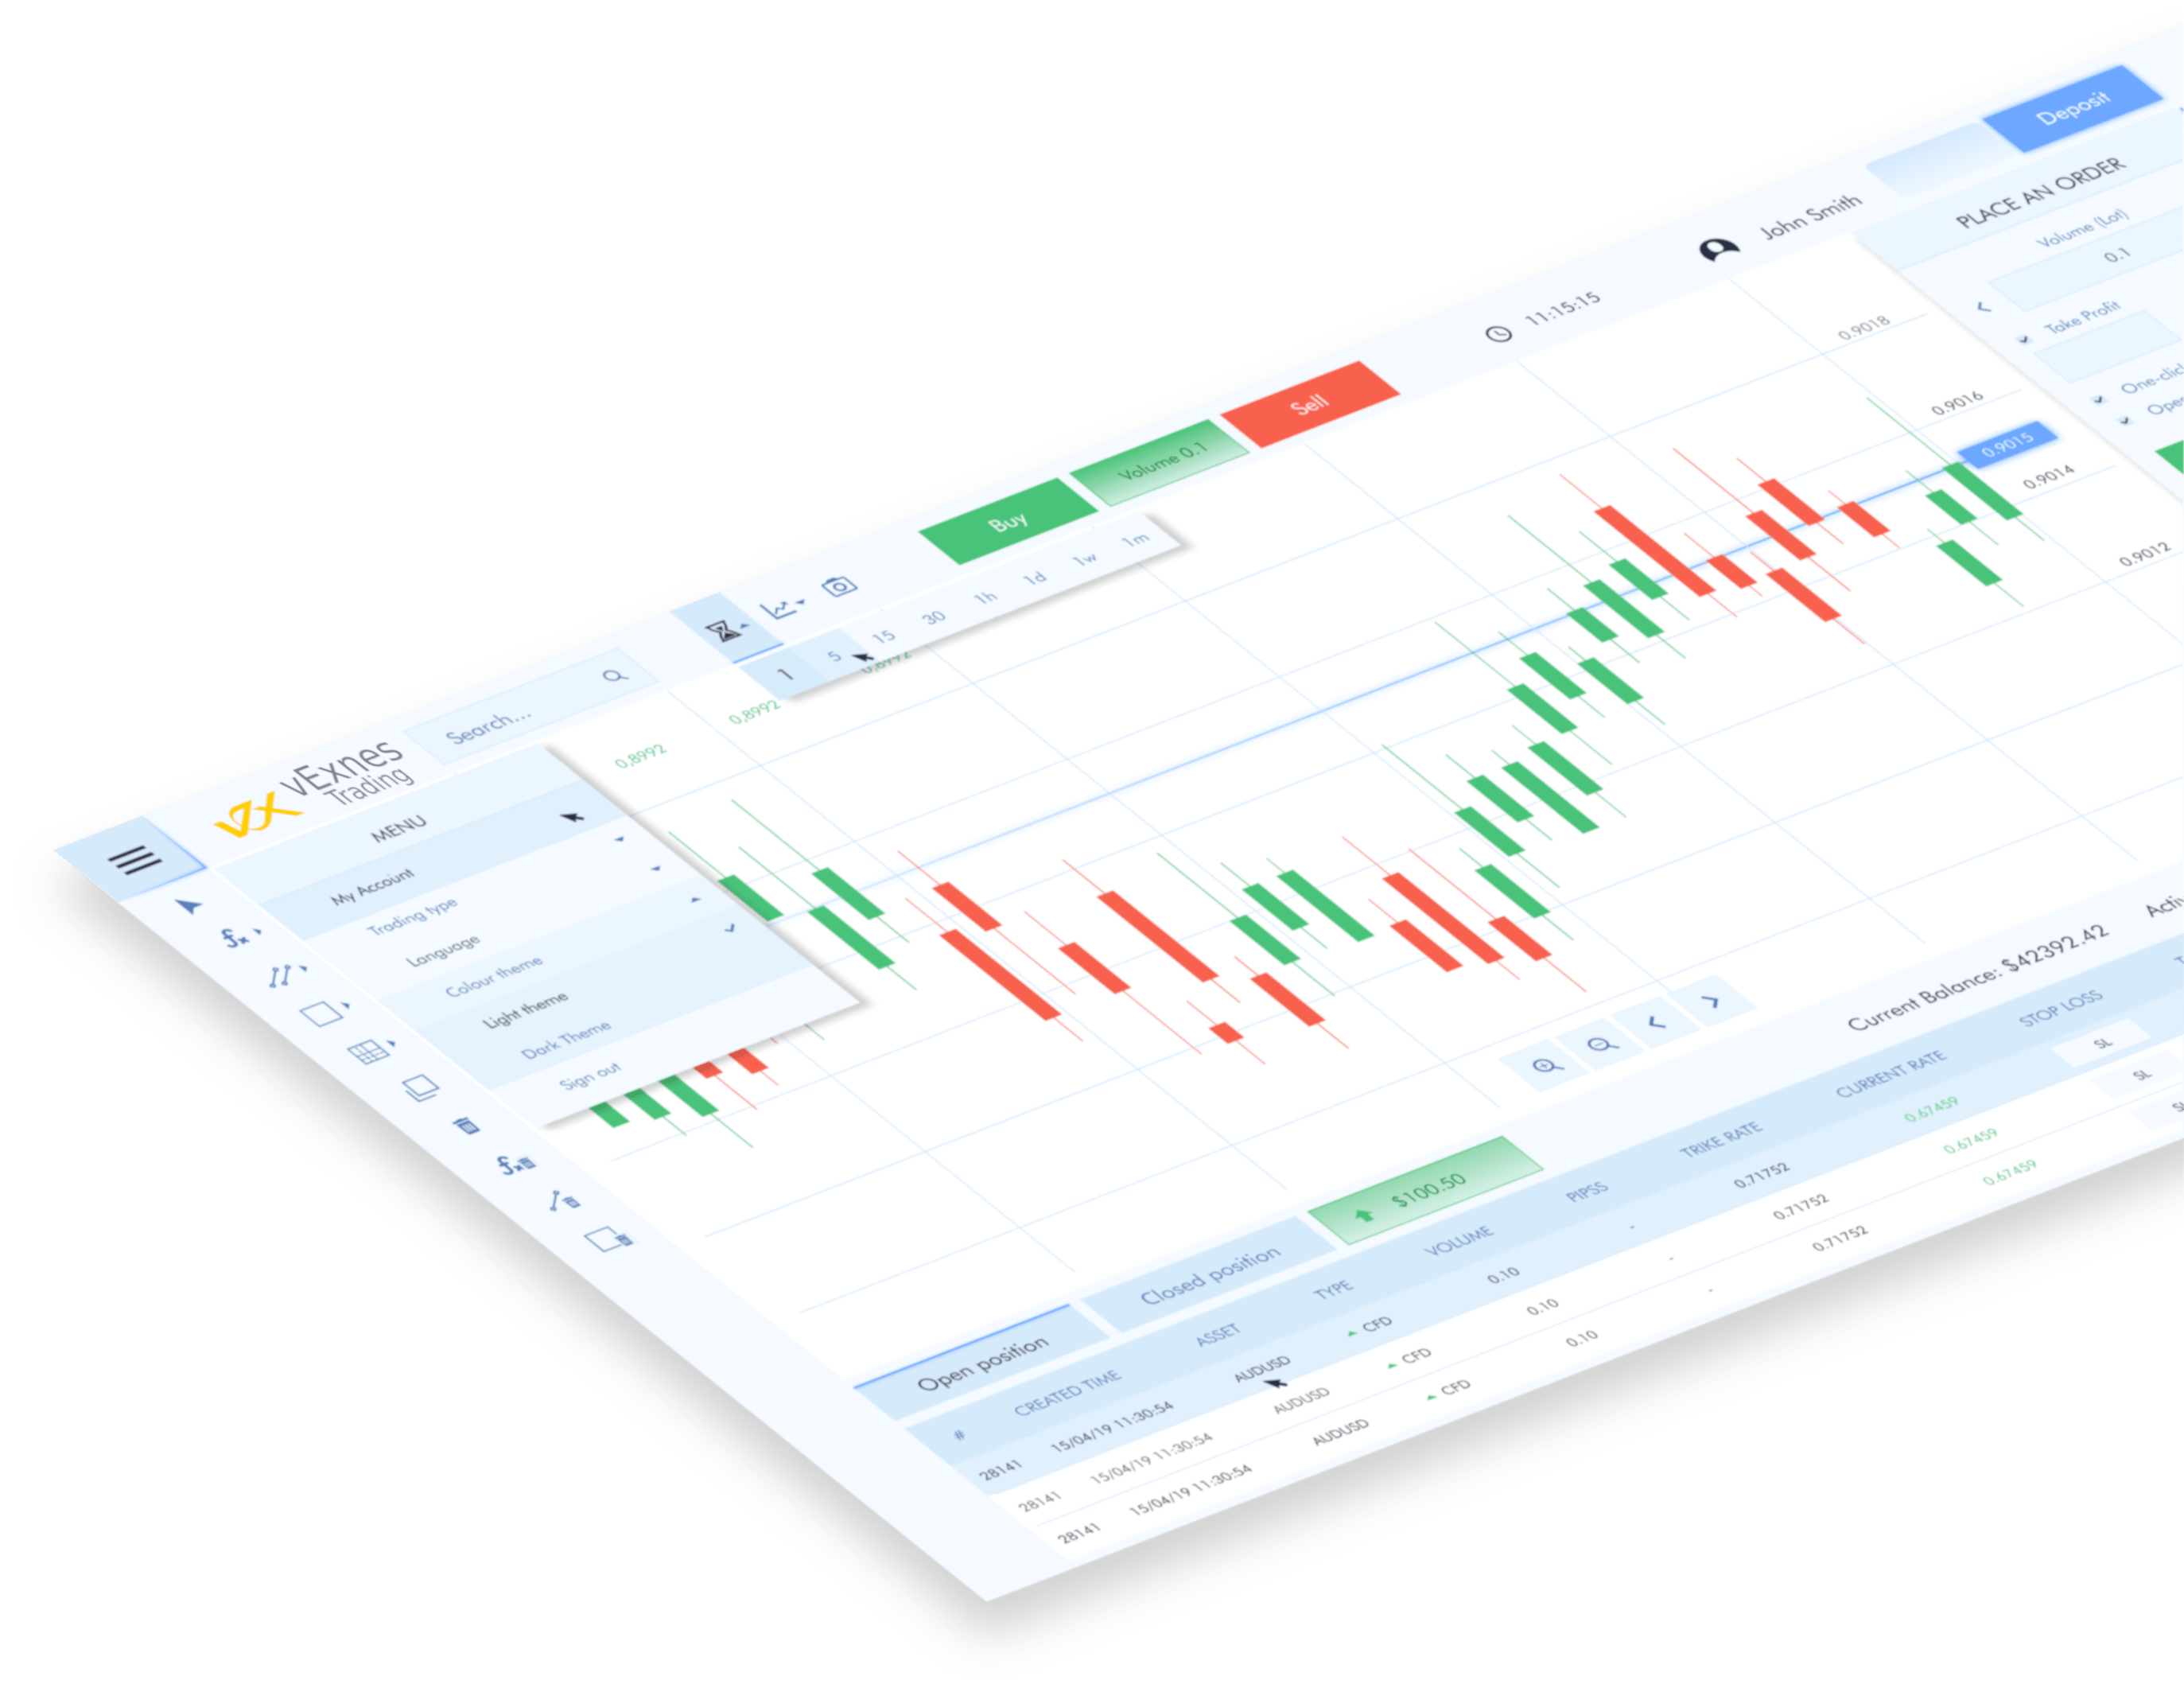 Deposit
John Smith
11:15:15
Sell
Volume 0.1
Buy
Search...
vExnes
Trading
PLACE AN ORDER
Volume (Lot)
0.1
Take Profit
1 5 15 30 1h 1d 1w 1m
MENU
My Account
Trading type
Language
Colour theme
Light theme
Dark Theme
Sign out
0,8992
0,8992
0,8992
0.9018
0.9016
0.9015
0.9014
0.9012
Current Balance: $42392.42
Open position
Closed position
$100.50
# CREATED TIME ASSET TYPE VOLUME PIPSS TRIKE RATE CURRENT RATE STOP LOSS
28141 15/04/19 11:30:54 AUDUSD CFD 0.10 - 0.71752 0.67459 SL
28141 15/04/19 11:30:54 AUDUSD CFD 0.10 - 0.71752 0.67459 SL
28141 15/04/19 11:30:54 AUDUSD CFD 0.10 - 0.71752 0.67459